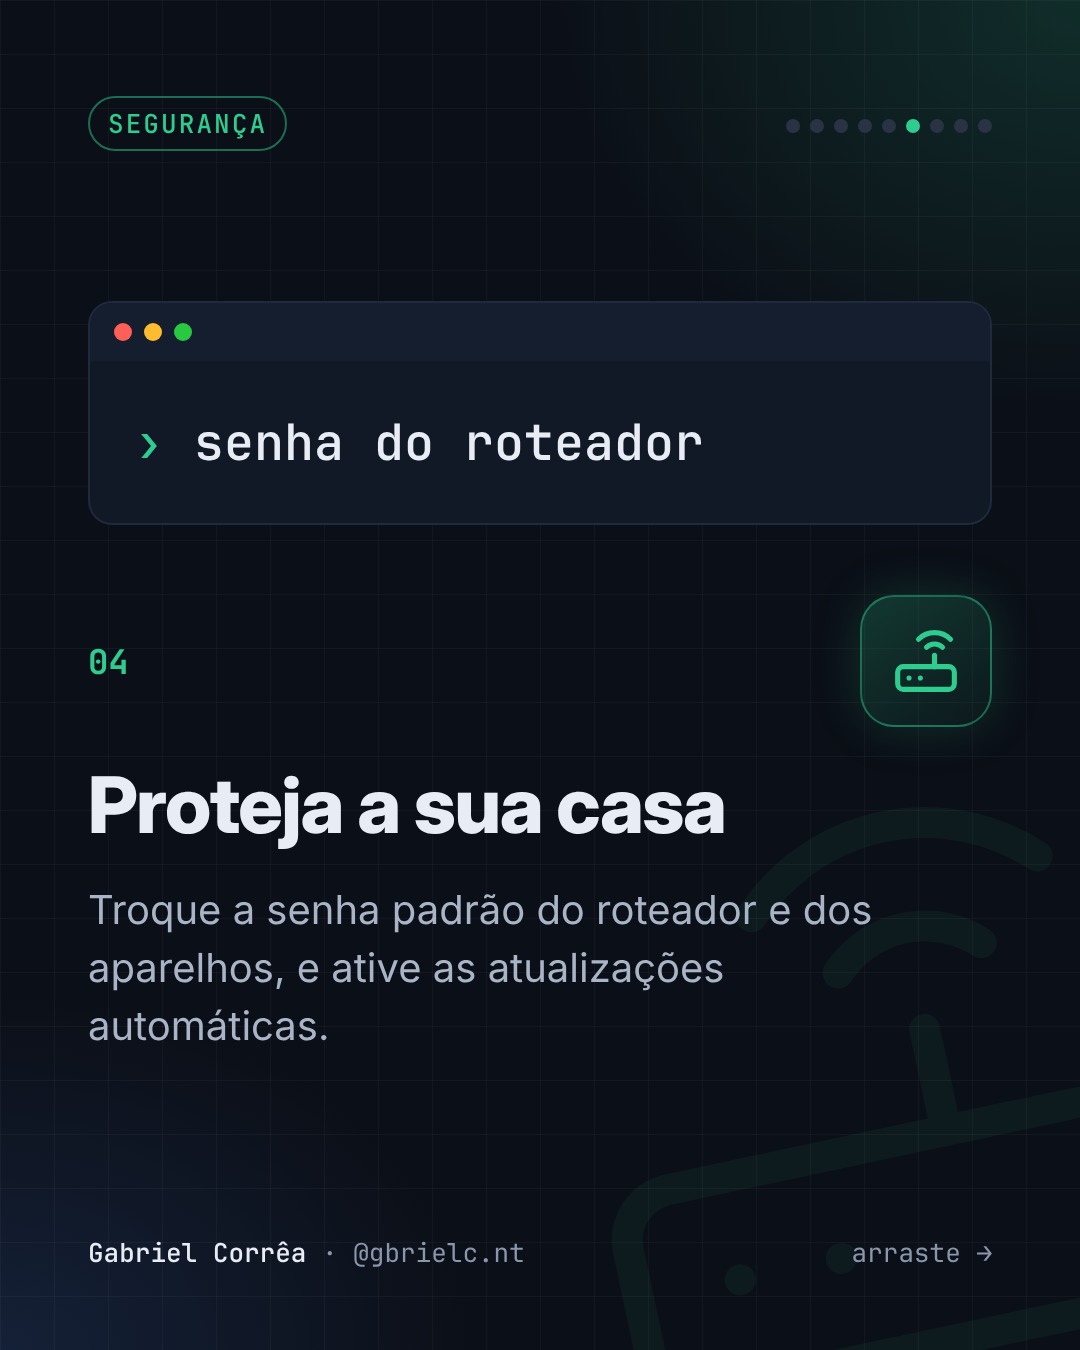 SEGURANÇA
› senha do roteador
04
Proteja a sua casa
Troque a senha padrão do roteador e dos
aparelhos, e ative as atualizações
automáticas.
Gabriel Corrêa · @gbrielc.nt
arraste →